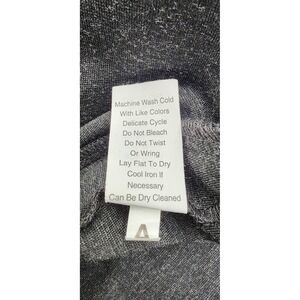 Machine Wash Cold
With Like Colors
Delicate Cycle
Do Not Bleach
Do Not Twist
Or Wring
Lay Flat To Dry
Cool Iron If
Necessary
Can Be Dry Cleaned